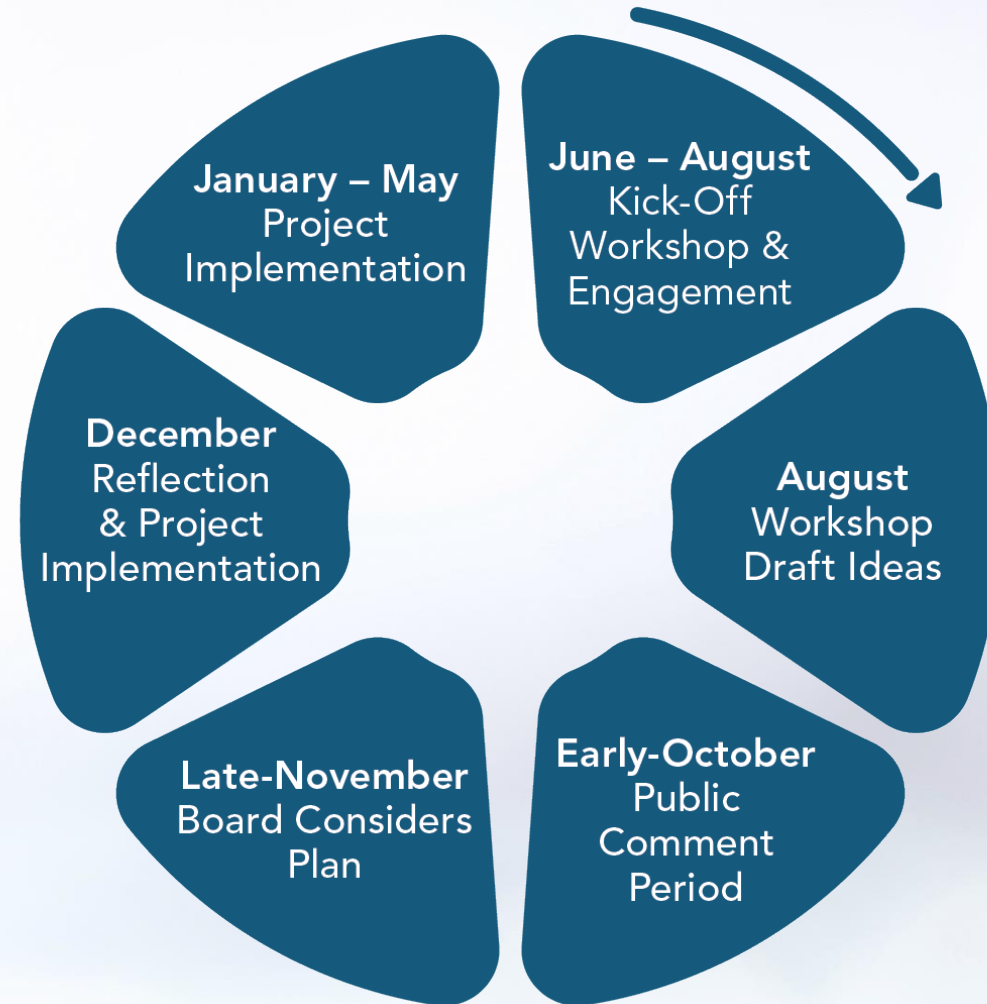 June – August
Kick-Off
Workshop &
Engagement
August
Workshop
Draft Ideas
Early-October
Public
Comment
Period
Late-November
Board Considers
Plan
December
Reflection
& Project
Implementation
January – May
Project
Implementation